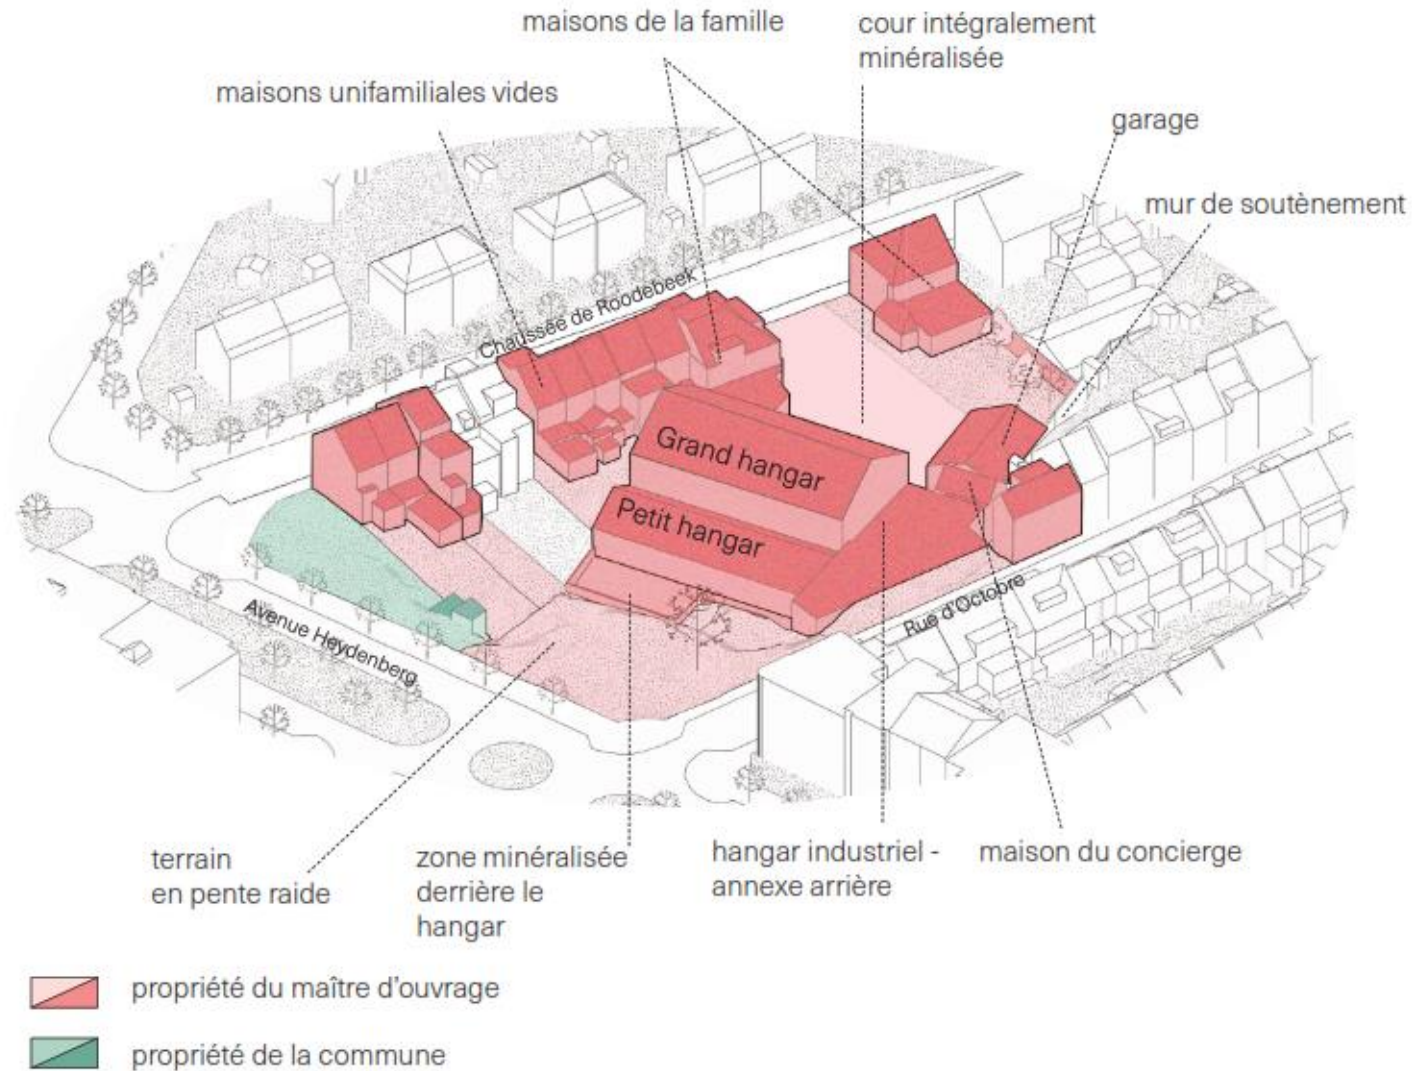 maisons de la famille
cour intégralement
minéralisée
maisons unifamiliales vides
garage
mur de soutènement
Chaussée de Roodebeek
Grand hangar
Petit hangar
Rue d'Octobre
Avenue Heydenberg
terrain
en pente raide
zone minéralisée
derrière le
hangar
hangar industriel -
annexe arrière
maison du concierge
propriété du maître d'ouvrage
propriété de la commune